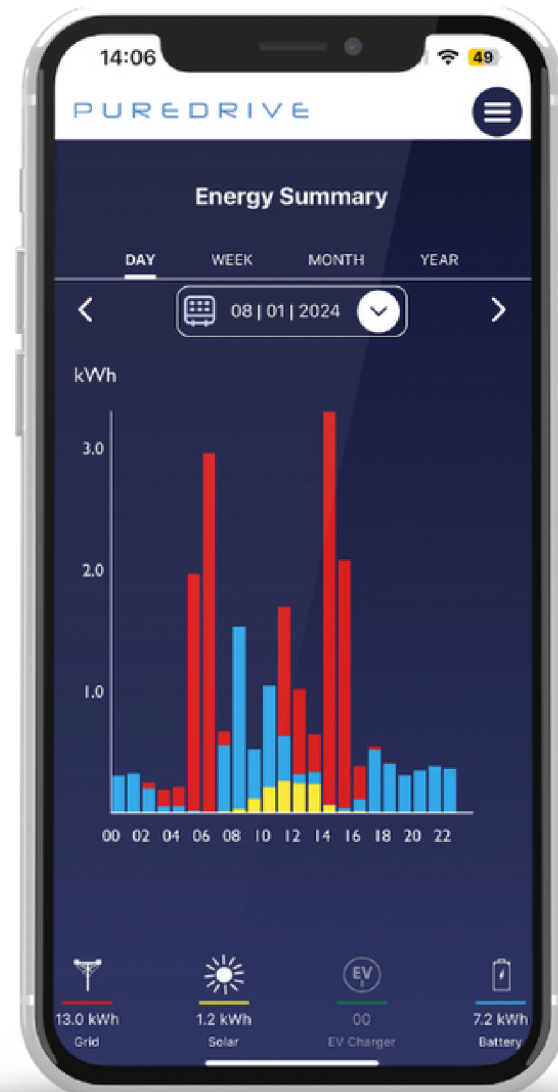 14:06 49
PUREDRIVE
Energy Summary
DAY WEEK MONTH YEAR
08 | 01 | 2024
kWh
3.0
2.0
1.0
00 02 04 06 08 10 12 14 16 18 20 22
EV
13.0 kWh 1.2 kWh 00 7.2 kWh
Grid Solar EV Charger Battery